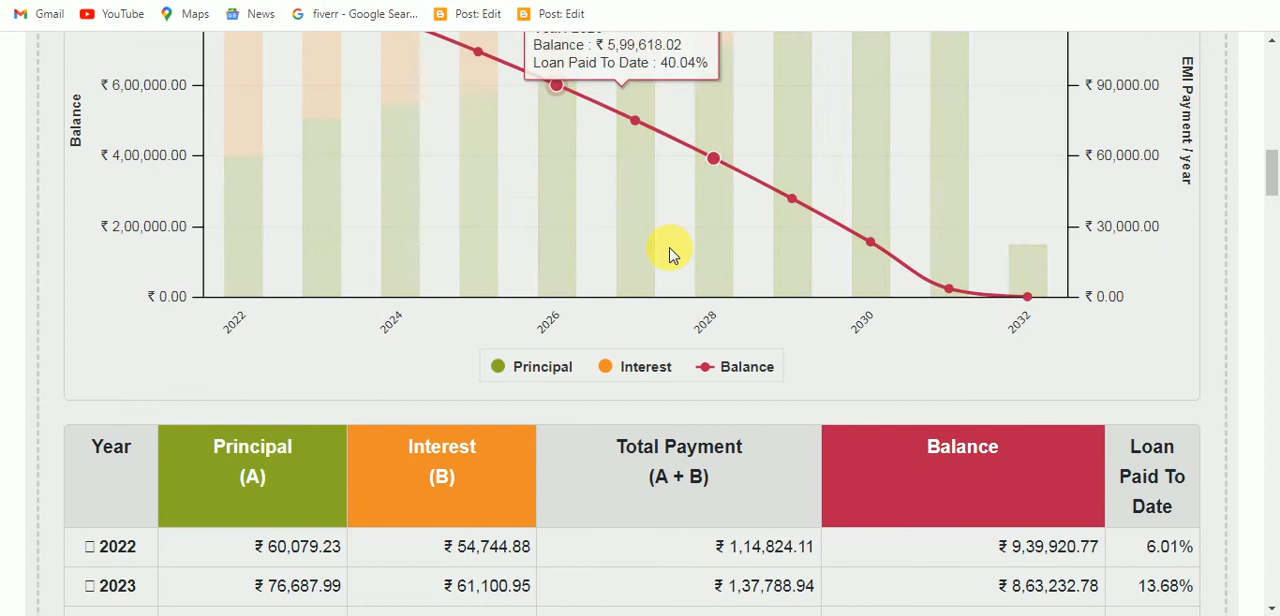 Gmail YouTube Maps News fiverr - Google Sear... Post: Edit Post: Edit
Balance : ₹ 5,99,618.02
Loan Paid To Date : 40.04%
Balance
₹ 6,00,000.00
₹ 4,00,000.00
₹ 2,00,000.00
₹ 0.00
EMI Payment / year
₹ 90,000.00
₹ 60,000.00
₹ 30,000.00
₹ 0.00
2022 2024 2026 2028 2030 2032
Principal Interest Balance
Year Principal (A) Interest (B) Total Payment (A + B) Balance Loan Paid To Date
2022 ₹ 60,079.23 ₹ 54,744.88 ₹ 1,14,824.11 ₹ 9,39,920.77 6.01%
2023 ₹ 76,687.99 ₹ 61,100.95 ₹ 1,37,788.94 ₹ 8,63,232.78 13.68%